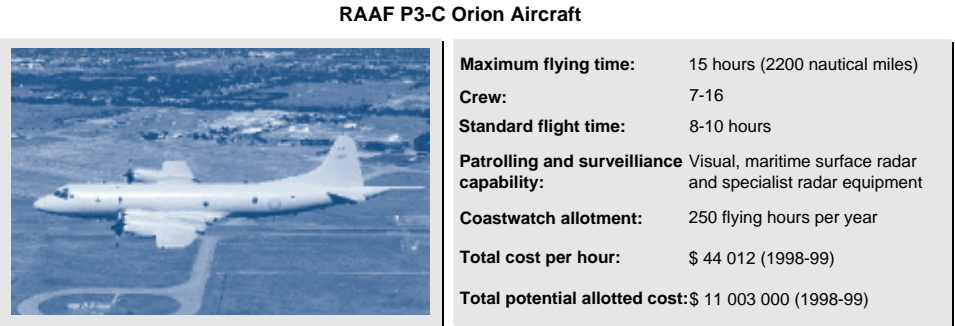 RAAF P3-C Orion Aircraft
Maximum flying time: 15 hours (2200 nautical miles)
Crew: 7-16
Standard flight time: 8-10 hours
Patrolling and surveilliance Visual, maritime surface radar
capability: and specialist radar equipment
Coastwatch allotment: 250 flying hours per year
Total cost per hour: $ 44 012 (1998-99)
Total potential allotted cost: $ 11 003 000 (1998-99)